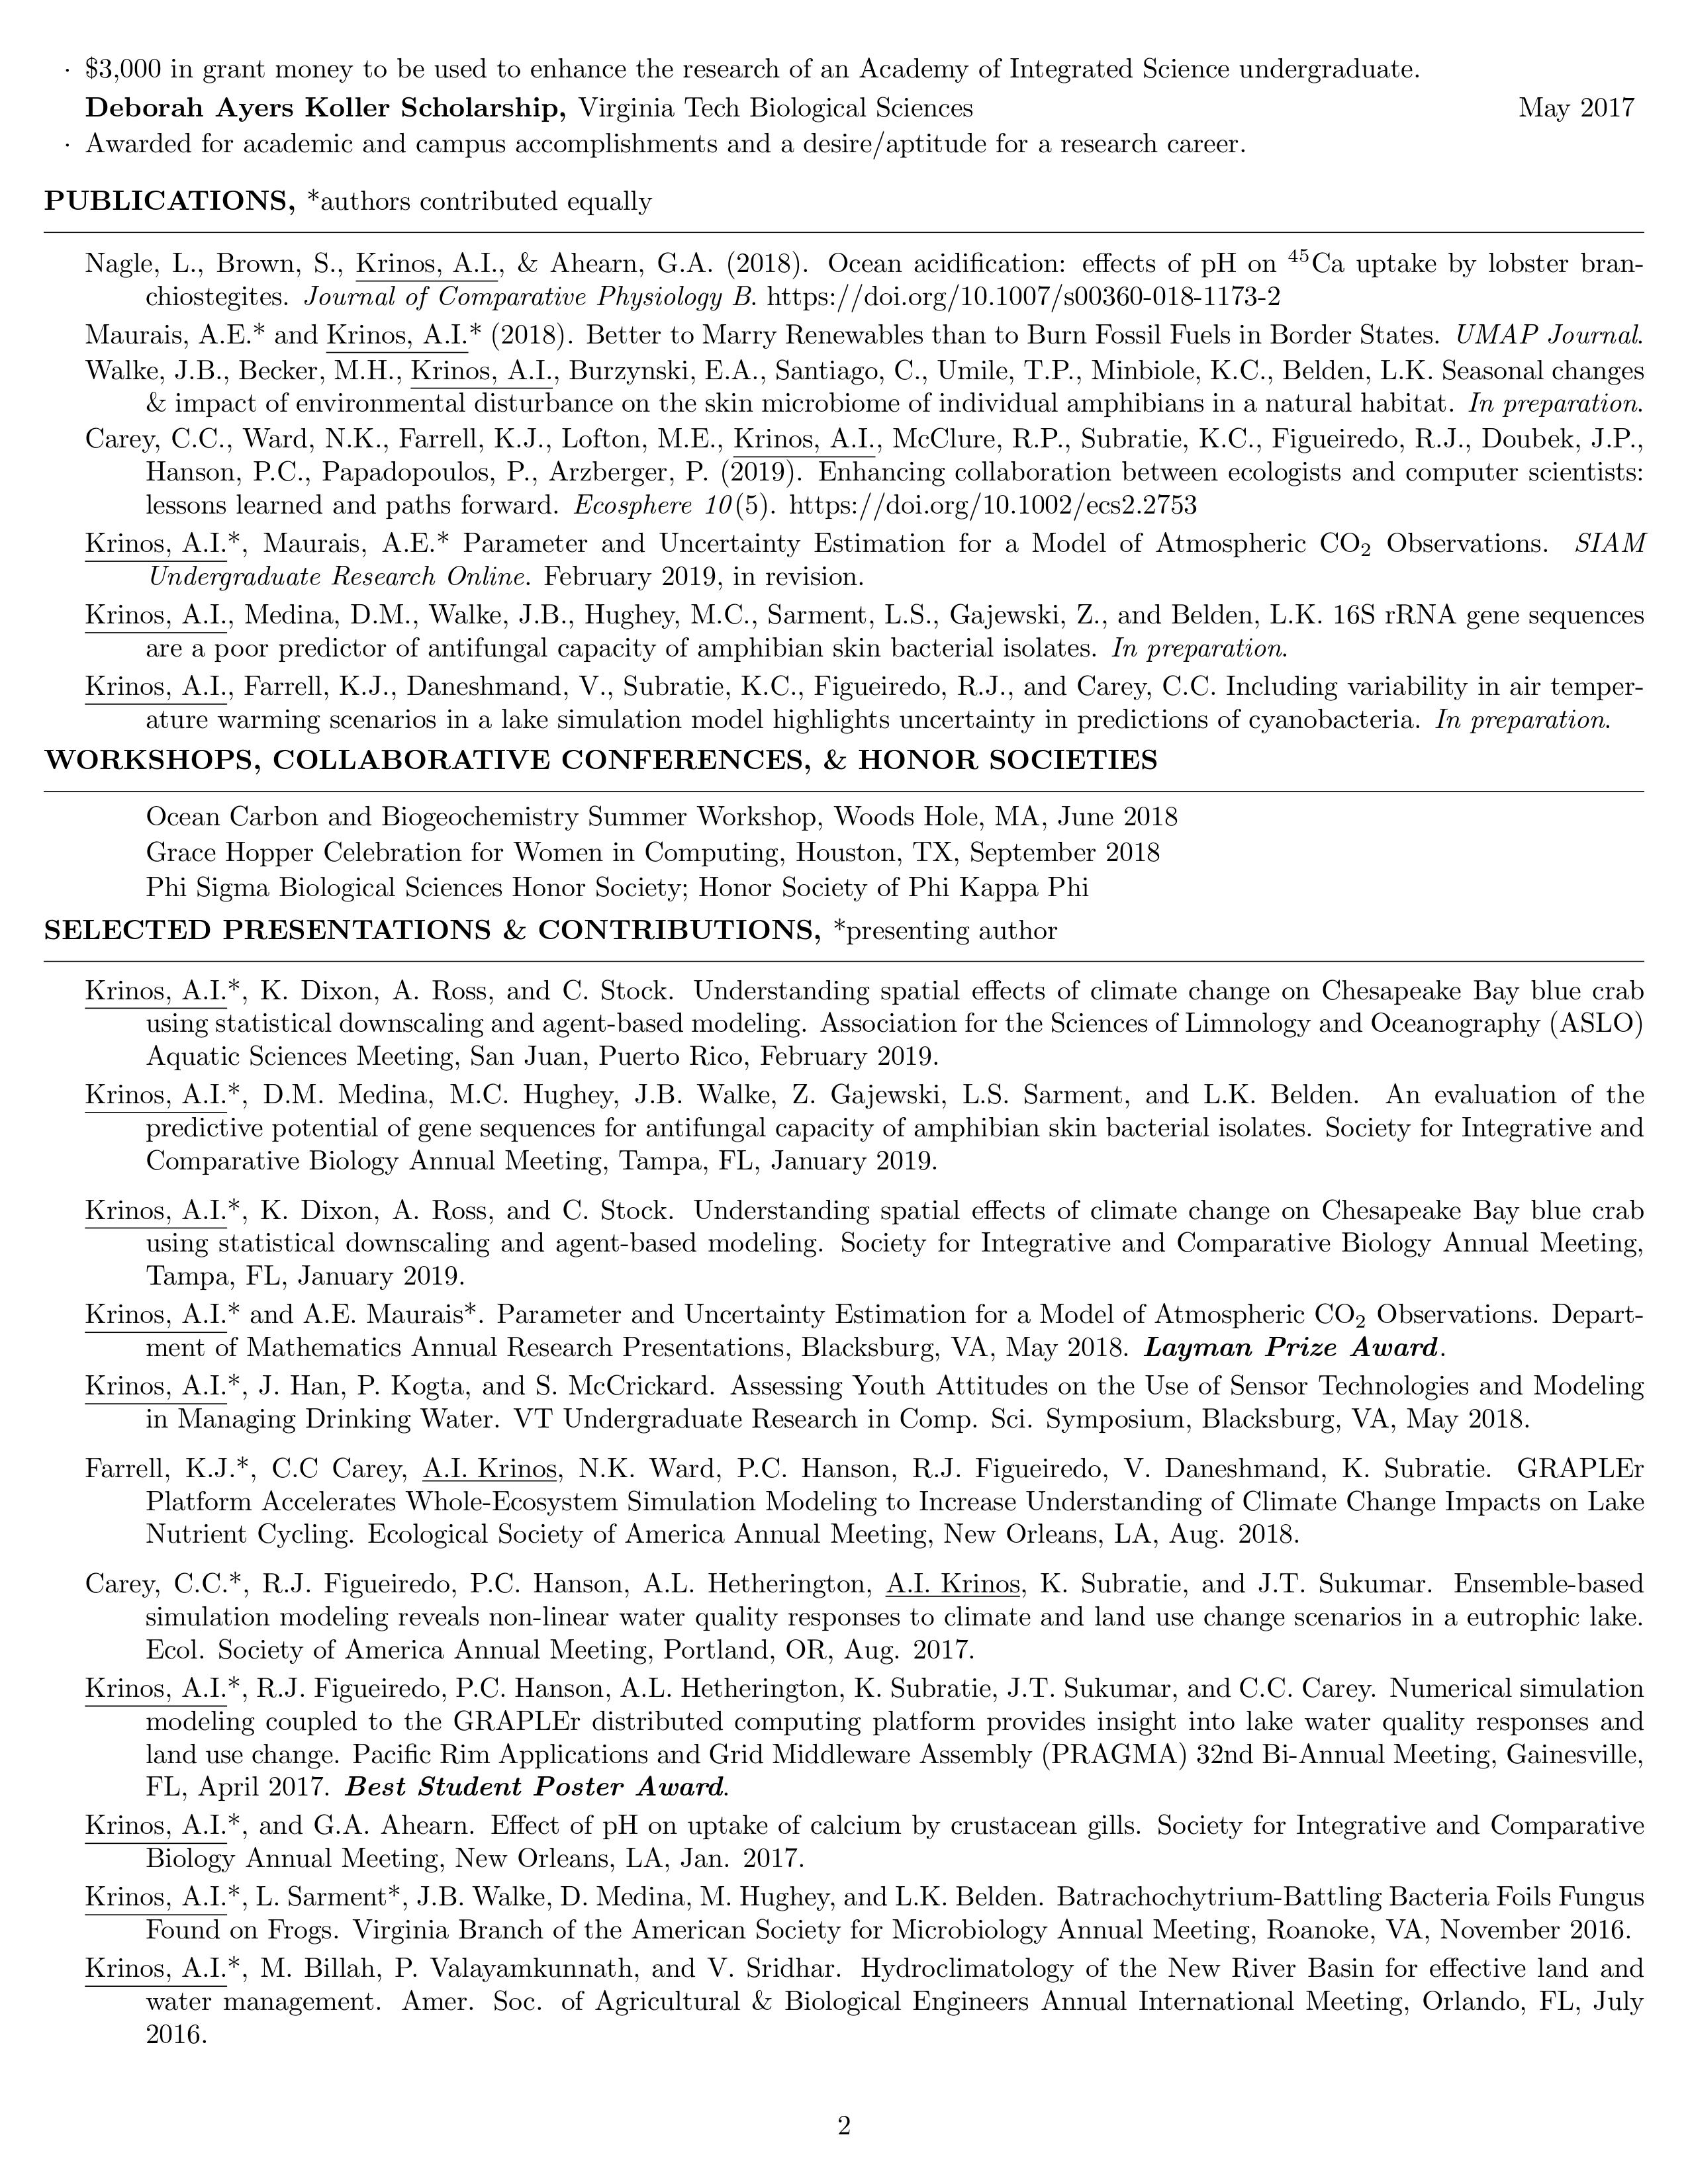 · $3,000 in grant money to be used to enhance the research of an Academy of Integrated Science undergraduate.
Deborah Ayers Koller Scholarship, Virginia Tech Biological Sciences May 2017
· Awarded for academic and campus accomplishments and a desire/aptitude for a research career.
PUBLICATIONS, *authors contributed equally
Nagle, L., Brown, S., Krinos, A.I., & Ahearn, G.A. (2018). Ocean acidification: effects of pH on ⁴⁵Ca uptake by lobster bran-
chiostegites. Journal of Comparative Physiology B. https://doi.org/10.1007/s00360-018-1173-2
Maurais, A.E.* and Krinos, A.I.* (2018). Better to Marry Renewables than to Burn Fossil Fuels in Border States. UMAP Journal.
Walke, J.B., Becker, M.H., Krinos, A.I., Burzynski, E.A., Santiago, C., Umile, T.P., Minbiole, K.C., Belden, L.K. Seasonal changes
& impact of environmental disturbance on the skin microbiome of individual amphibians in a natural habitat. In preparation.
Carey, C.C., Ward, N.K., Farrell, K.J., Lofton, M.E., Krinos, A.I., McClure, R.P., Subratie, K.C., Figueiredo, R.J., Doubek, J.P.,
Hanson, P.C., Papadopoulos, P., Arzberger, P. (2019). Enhancing collaboration between ecologists and computer scientists:
lessons learned and paths forward. Ecosphere 10(5). https://doi.org/10.1002/ecs2.2753
Krinos, A.I.*, Maurais, A.E.* Parameter and Uncertainty Estimation for a Model of Atmospheric CO₂ Observations. SIAM
Undergraduate Research Online. February 2019, in revision.
Krinos, A.I., Medina, D.M., Walke, J.B., Hughey, M.C., Sarment, L.S., Gajewski, Z., and Belden, L.K. 16S rRNA gene sequences
are a poor predictor of antifungal capacity of amphibian skin bacterial isolates. In preparation.
Krinos, A.I., Farrell, K.J., Daneshmand, V., Subratie, K.C., Figueiredo, R.J., and Carey, C.C. Including variability in air temper-
ature warming scenarios in a lake simulation model highlights uncertainty in predictions of cyanobacteria. In preparation.
WORKSHOPS, COLLABORATIVE CONFERENCES, & HONOR SOCIETIES
Ocean Carbon and Biogeochemistry Summer Workshop, Woods Hole, MA, June 2018
Grace Hopper Celebration for Women in Computing, Houston, TX, September 2018
Phi Sigma Biological Sciences Honor Society; Honor Society of Phi Kappa Phi
SELECTED PRESENTATIONS & CONTRIBUTIONS, *presenting author
Krinos, A.I.*, K. Dixon, A. Ross, and C. Stock. Understanding spatial effects of climate change on Chesapeake Bay blue crab
using statistical downscaling and agent-based modeling. Association for the Sciences of Limnology and Oceanography (ASLO)
Aquatic Sciences Meeting, San Juan, Puerto Rico, February 2019.
Krinos, A.I.*, D.M. Medina, M.C. Hughey, J.B. Walke, Z. Gajewski, L.S. Sarment, and L.K. Belden. An evaluation of the
predictive potential of gene sequences for antifungal capacity of amphibian skin bacterial isolates. Society for Integrative and
Comparative Biology Annual Meeting, Tampa, FL, January 2019.
Krinos, A.I.*, K. Dixon, A. Ross, and C. Stock. Understanding spatial effects of climate change on Chesapeake Bay blue crab
using statistical downscaling and agent-based modeling. Society for Integrative and Comparative Biology Annual Meeting,
Tampa, FL, January 2019.
Krinos, A.I.* and A.E. Maurais*. Parameter and Uncertainty Estimation for a Model of Atmospheric CO₂ Observations. Depart-
ment of Mathematics Annual Research Presentations, Blacksburg, VA, May 2018. Layman Prize Award.
Krinos, A.I.*, J. Han, P. Kogta, and S. McCrickard. Assessing Youth Attitudes on the Use of Sensor Technologies and Modeling
in Managing Drinking Water. VT Undergraduate Research in Comp. Sci. Symposium, Blacksburg, VA, May 2018.
Farrell, K.J.*, C.C Carey, A.I. Krinos, N.K. Ward, P.C. Hanson, R.J. Figueiredo, V. Daneshmand, K. Subratie. GRAPLEr
Platform Accelerates Whole-Ecosystem Simulation Modeling to Increase Understanding of Climate Change Impacts on Lake
Nutrient Cycling. Ecological Society of America Annual Meeting, New Orleans, LA, Aug. 2018.
Carey, C.C.*, R.J. Figueiredo, P.C. Hanson, A.L. Hetherington, A.I. Krinos, K. Subratie, and J.T. Sukumar. Ensemble-based
simulation modeling reveals non-linear water quality responses to climate and land use change scenarios in a eutrophic lake.
Ecol. Society of America Annual Meeting, Portland, OR, Aug. 2017.
Krinos, A.I.*, R.J. Figueiredo, P.C. Hanson, A.L. Hetherington, K. Subratie, J.T. Sukumar, and C.C. Carey. Numerical simulation
modeling coupled to the GRAPLEr distributed computing platform provides insight into lake water quality responses and
land use change. Pacific Rim Applications and Grid Middleware Assembly (PRAGMA) 32nd Bi-Annual Meeting, Gainesville,
FL, April 2017. Best Student Poster Award.
Krinos, A.I.*, and G.A. Ahearn. Effect of pH on uptake of calcium by crustacean gills. Society for Integrative and Comparative
Biology Annual Meeting, New Orleans, LA, Jan. 2017.
Krinos, A.I.*, L. Sarment*, J.B. Walke, D. Medina, M. Hughey, and L.K. Belden. Batrachochytrium-Battling Bacteria Foils Fungus
Found on Frogs. Virginia Branch of the American Society for Microbiology Annual Meeting, Roanoke, VA, November 2016.
Krinos, A.I.*, M. Billah, P. Valayamkunnath, and V. Sridhar. Hydroclimatology of the New River Basin for effective land and
water management. Amer. Soc. of Agricultural & Biological Engineers Annual International Meeting, Orlando, FL, July
2016.
2